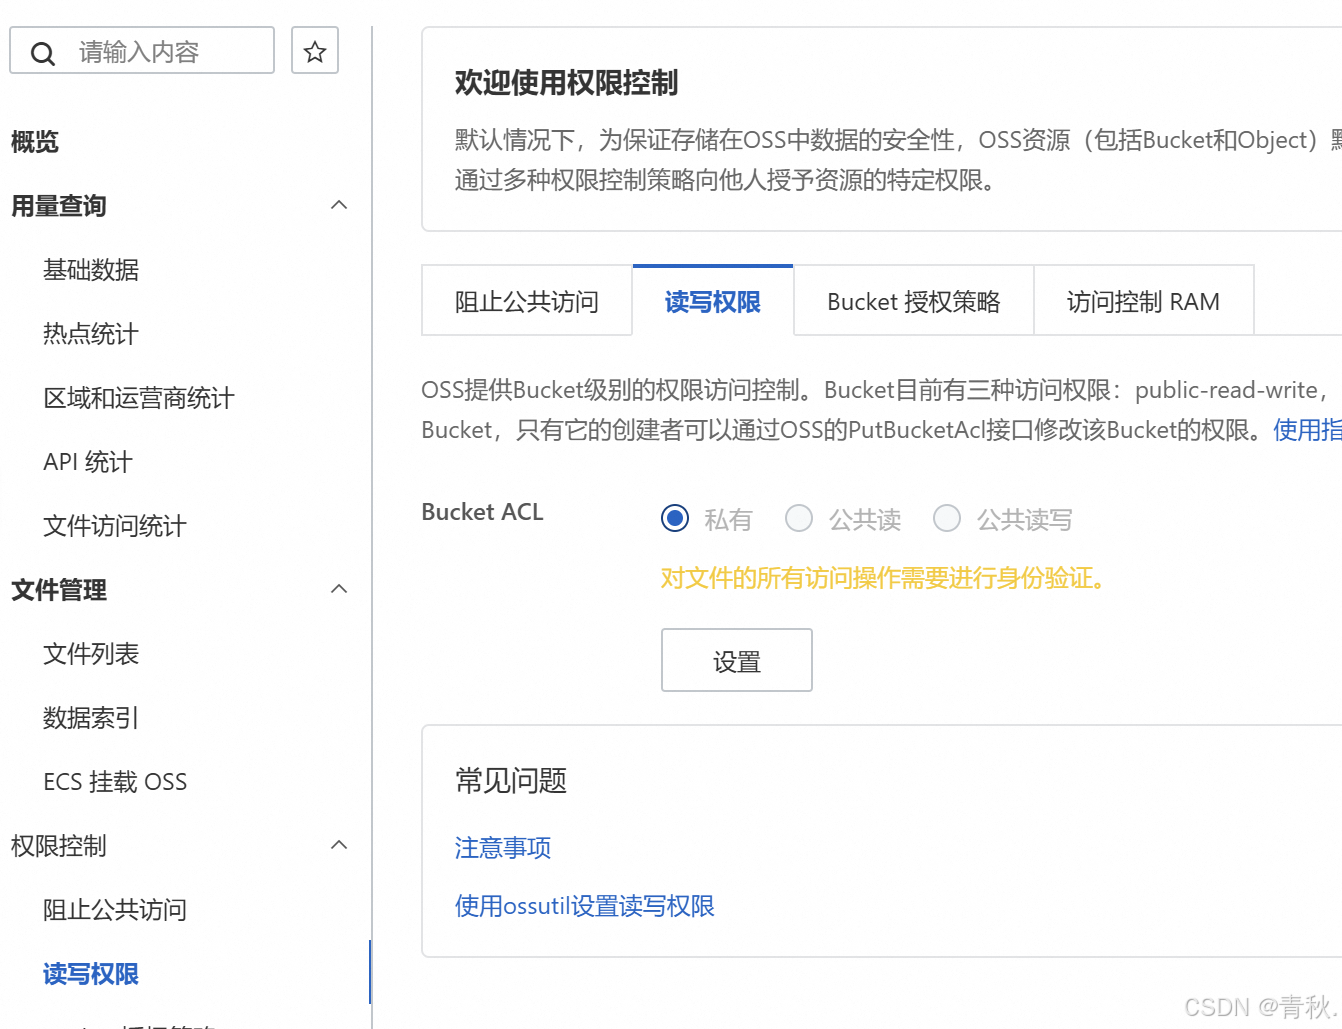 请输入内容
概览
用量查询
基础数据
热点统计
区域和运营商统计
API 统计
文件访问统计
文件管理
文件列表
数据索引
ECS 挂载 OSS
权限控制
阻止公共访问
读写权限
欢迎使用权限控制
默认情况下，为保证存储在OSS中数据的安全性，OSS资源（包括Bucket和Object）默
通过多种权限控制策略向他人授予资源的特定权限。
阻止公共访问
读写权限
Bucket 授权策略
访问控制 RAM
OSS提供Bucket级别的权限访问控制。Bucket目前有三种访问权限：public-read-write，
Bucket，只有它的创建者可以通过OSS的PutBucketAcl接口修改该Bucket的权限。使用指
Bucket ACL
私有
公共读
公共读写
对文件的所有访问操作需要进行身份验证。
设置
常见问题
注意事项
使用ossutil设置读写权限
CSDN @青秋.